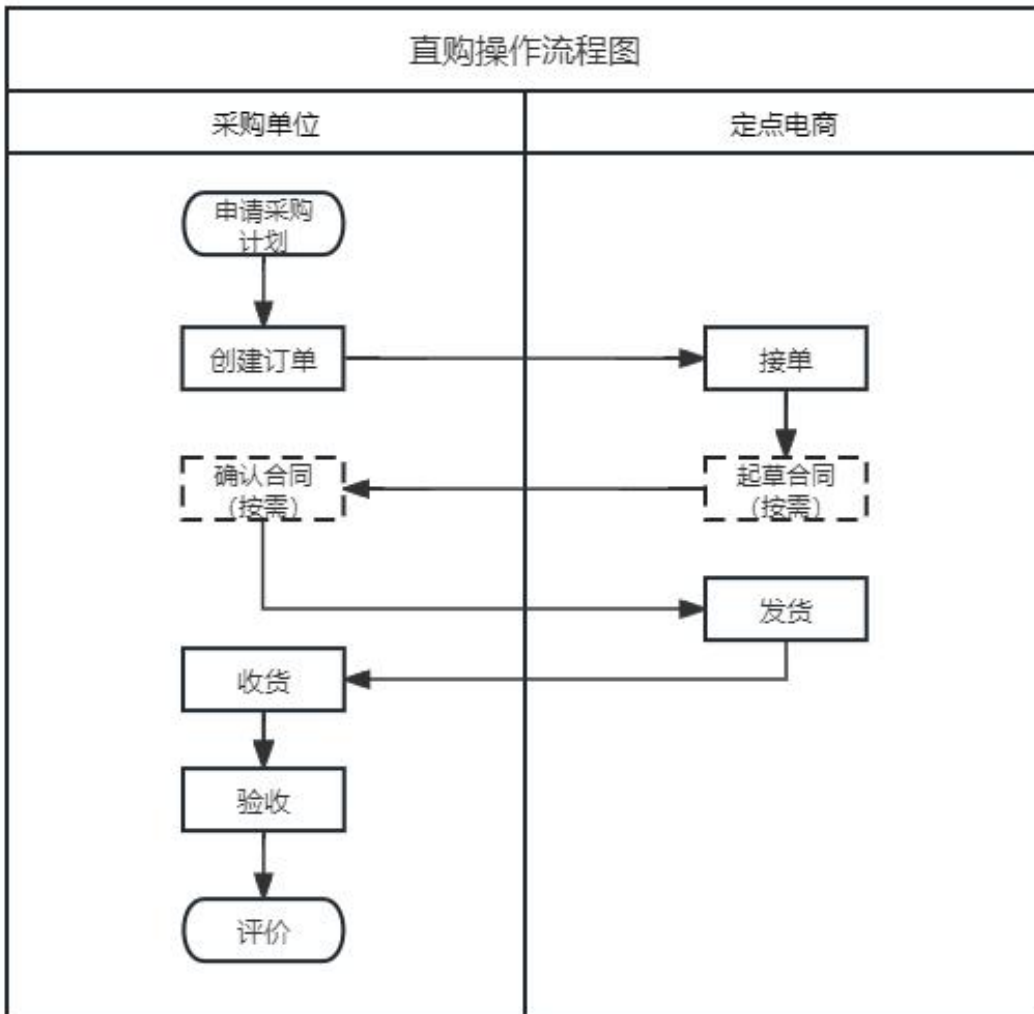 直购操作流程图
采购单位
定点电商
申请采购
计划
创建订单
接单
确认合同
（按需）
起草合同
（按需）
发货
收货
验收
评价